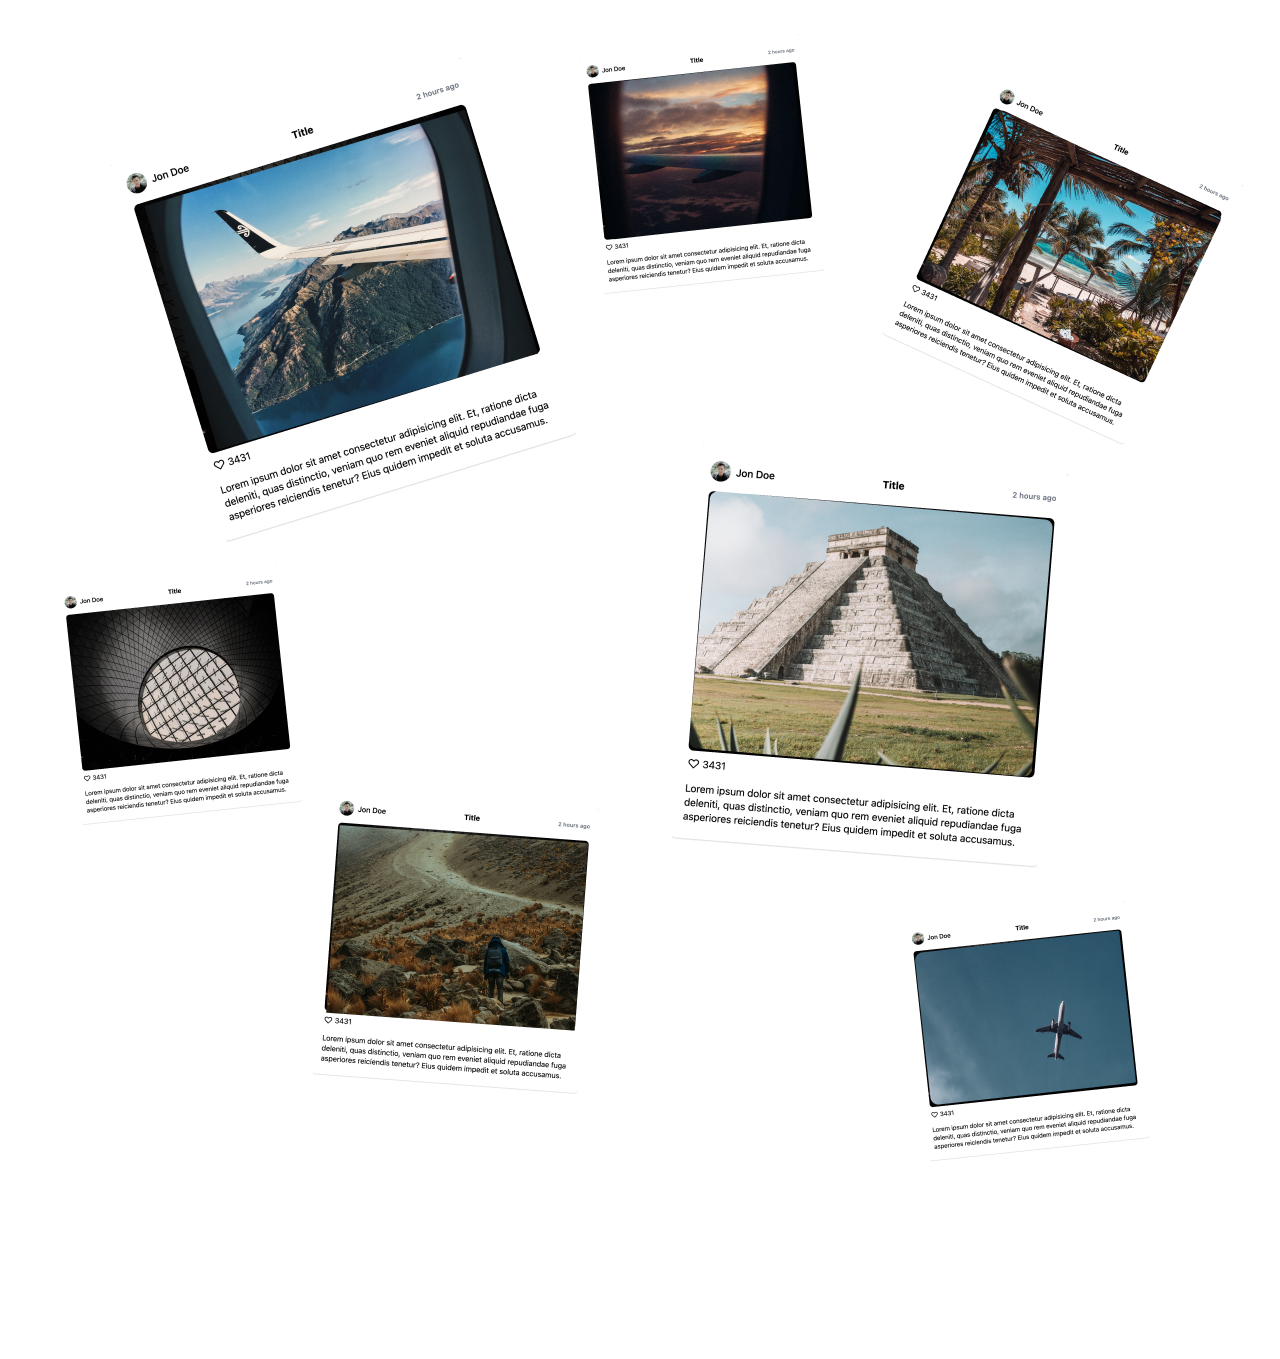 Jon Doe
Title
2 hours ago
3431
Lorem ipsum dolor sit amet consectetur adipisicing elit. Et, ratione dicta
deleniti, quas distinctio, veniam quo rem eveniet aliquid repudiandae fuga
asperiores reiciendis tenetur? Eius quidem impedit et soluta accusamus.
Jon Doe
Title
2 hours ago
3431
Lorem ipsum dolor sit amet consectetur adipisicing elit. Et, ratione dicta
deleniti, quas distinctio, veniam quo rem eveniet aliquid repudiandae fuga
asperiores reiciendis tenetur? Eius quidem impedit et soluta accusamus.
Jon Doe
Title
2 hours ago
3431
Lorem ipsum dolor sit amet consectetur adipisicing elit. Et, ratione dicta
deleniti, quas distinctio, veniam quo rem eveniet aliquid repudiandae fuga
asperiores reiciendis tenetur? Eius quidem impedit et soluta accusamus.
Jon Doe
Title
2 hours ago
3431
Lorem ipsum dolor sit amet consectetur adipisicing elit. Et, ratione dicta
deleniti, quas distinctio, veniam quo rem eveniet aliquid repudiandae fuga
asperiores reiciendis tenetur? Eius quidem impedit et soluta accusamus.
Jon Doe
Title
2 hours ago
3431
Lorem ipsum dolor sit amet consectetur adipisicing elit. Et, ratione dicta
deleniti, quas distinctio, veniam quo rem eveniet aliquid repudiandae fuga
asperiores reiciendis tenetur? Eius quidem impedit et soluta accusamus.
Jon Doe
Title
2 hours ago
3431
Lorem ipsum dolor sit amet consectetur adipisicing elit. Et, ratione dicta
deleniti, quas distinctio, veniam quo rem eveniet aliquid repudiandae fuga
asperiores reiciendis tenetur? Eius quidem impedit et soluta accusamus.
Jon Doe
Title
2 hours ago
3431
Lorem ipsum dolor sit amet consectetur adipisicing elit. Et, ratione dicta
deleniti, quas distinctio, veniam quo rem eveniet aliquid repudiandae fuga
asperiores reiciendis tenetur? Eius quidem impedit et soluta accusamus.